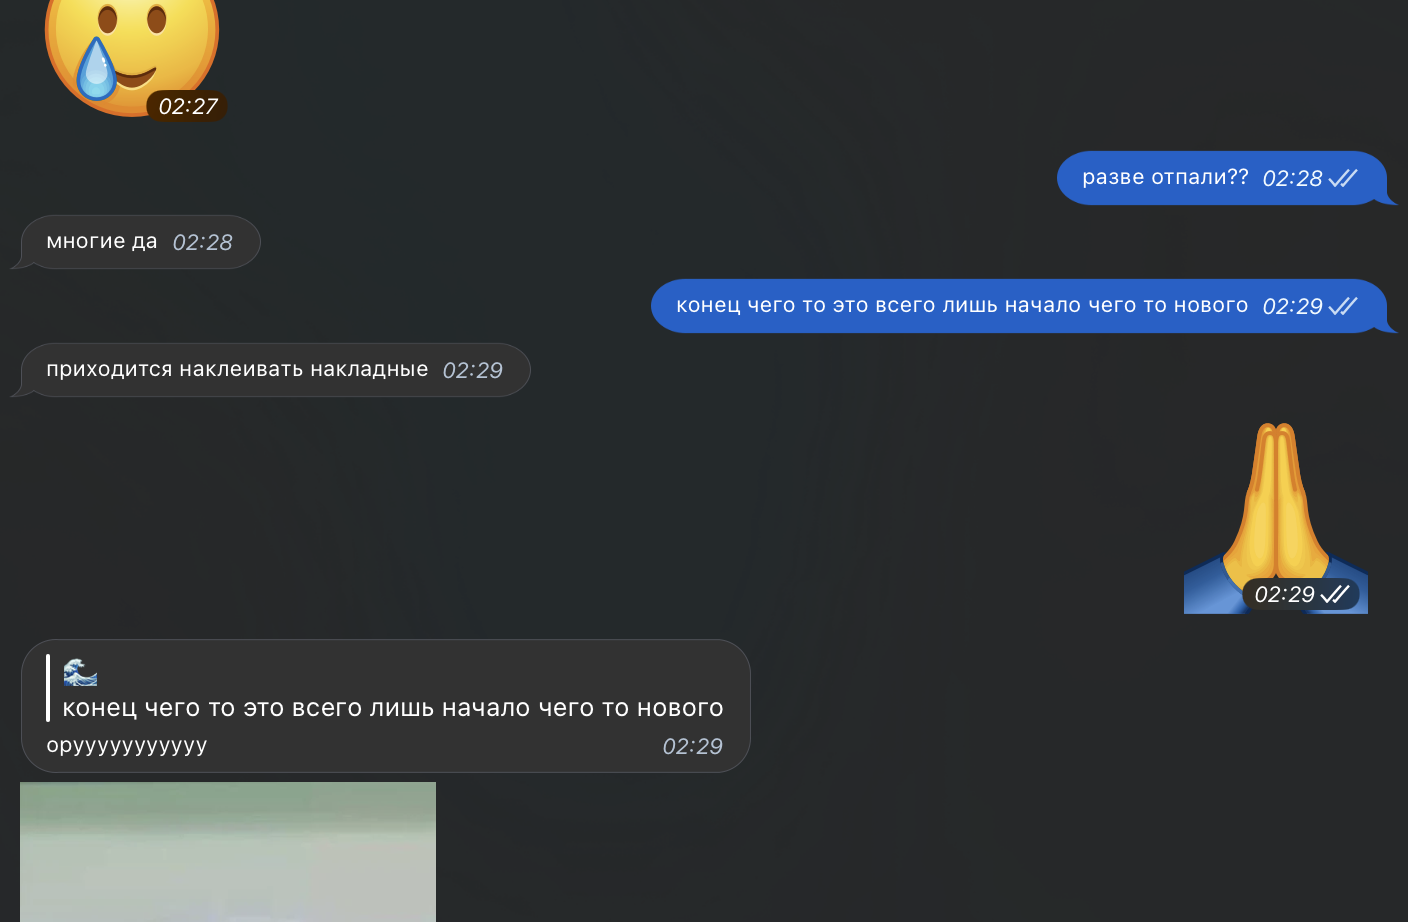 02:27
разве отпали?? 02:28
многие да 02:28
конец чего то это всего лишь начало чего то нового 02:29
приходится наклеивать накладные 02:29
02:29
конец чего то это всего лишь начало чего то нового
оруууууууууууу 02:29